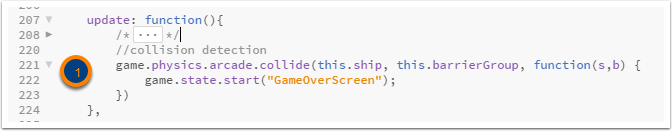 207 update: function(){
208 /* ... */
220 //collision detection
221 game.physics.arcade.collide(this.ship, this.barrierGroup, function(s,b) {
1
222 game.state.start("GameOverScreen");
223 })
224 },